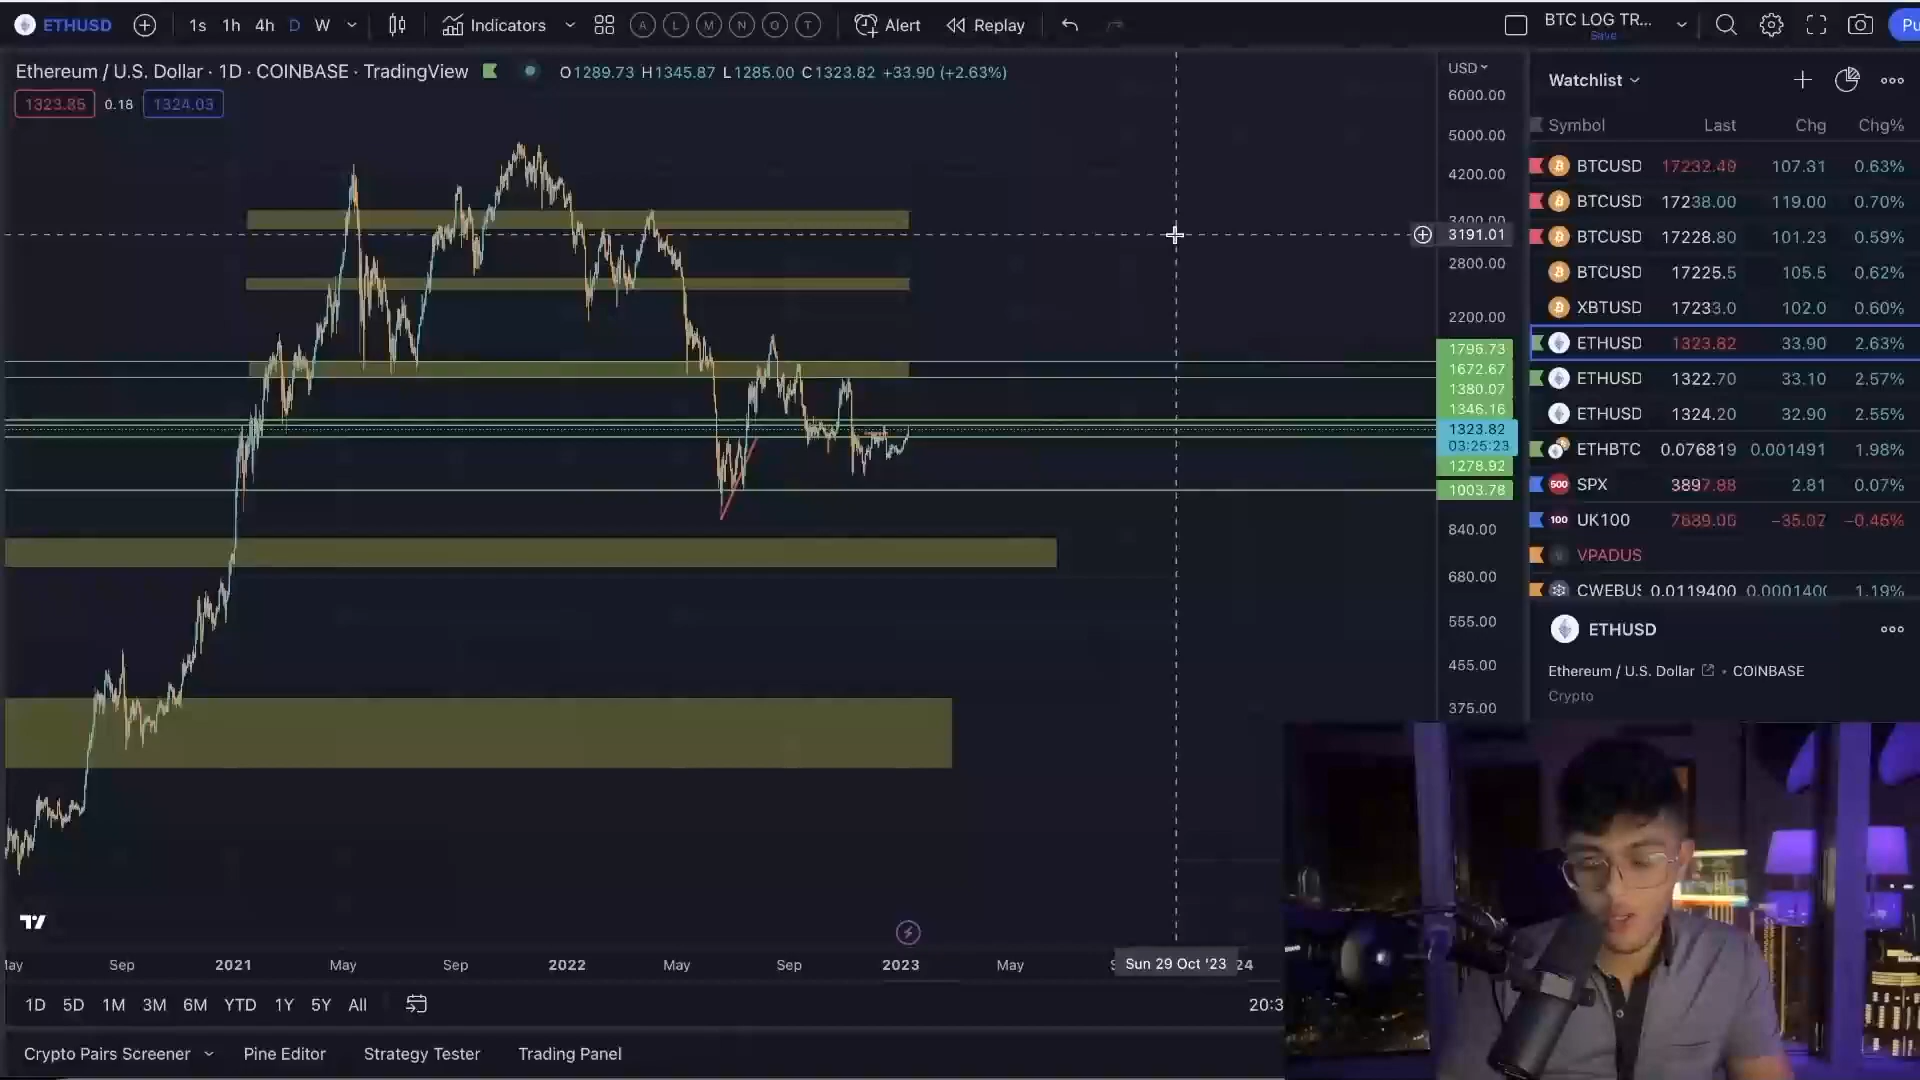 ETHUSD 1s 1h 4h D W Indicators A L M N O T Alert Replay BTC LOG TR... Save Pu
Ethereum / U.S. Dollar · 1D · COINBASE · TradingView O1289.73 H1345.87 L1285.00 C1323.82 +33.90 (+2.63%)
1323.85 0.18 1324.03
USD
6000.00
5000.00
4200.00
3400.00
3191.01
2800.00
2200.00
1796.73
1672.67
1380.07
1346.16
1323.82
03:25:23
1278.92
1003.78
840.00
680.00
555.00
455.00
375.00
Watchlist
Symbol Last Chg Chg%
BTCUSD 17232.49 107.31 0.63%
BTCUSD 17238.00 119.00 0.70%
BTCUSD 17228.80 101.23 0.59%
BTCUSD 17225.5 105.5 0.62%
XBTUSD 17233.0 102.0 0.60%
ETHUSD 1323.82 33.90 2.63%
ETHUSD 1322.70 33.10 2.57%
ETHUSD 1324.20 32.90 2.55%
ETHBTC 0.076819 0.001491 1.98%
500 SPX 3897.88 2.81 0.07%
100 UK100 −35.07 −0.46%
VPADUS
CWEBUS 0.0119400 0.000140( 1.19%
ETHUSD
Ethereum / U.S. Dollar • COINBASE
Crypto
May Sep 2021 May Sep 2022 May Sep 2023 May Sun 29 Oct '23 24
1D 5D 1M 3M 6M YTD 1Y 5Y All 20:3
Crypto Pairs Screener Pine Editor Strategy Tester Trading Panel